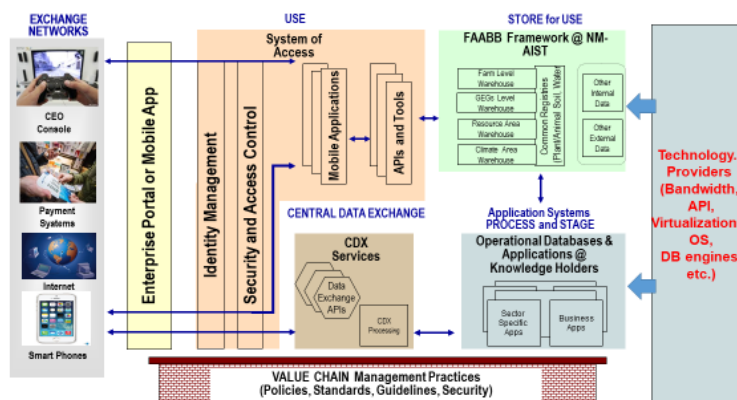 EXCHANGE
NETWORKS
CEO
Console
Payment
Systems
Internet
Smart Phones
Enterprise Portal or Mobile App
USE
System of
Access
Identity Management
Security and Access Control
Mobile Applications
APIs and Tools
CENTRAL DATA EXCHANGE
CDX
Services
Data
Exchange
APIs
CDX
Processing
STORE for USE
FAABB Framework @ NM-
AIST
Farm Level
Warehouse
GEGs Level
Warehouse
Resource Area
Warehouse
Climate Area
Warehouse
Common Registries
(Plant/Animal Soil, Water)
Other
Internal
Data
Other
External
Data
Application Systems
PROCESS and STAGE
Operational Databases &
Applications @
Knowledge Holders
Sector
Specific
Apps
Business
Apps
Technology.
Providers
(Bandwidth,
API,
Virtualization,
OS,
DB engines
etc.)
VALUE CHAIN Management Practices
(Policies, Standards, Guidelines, Security)